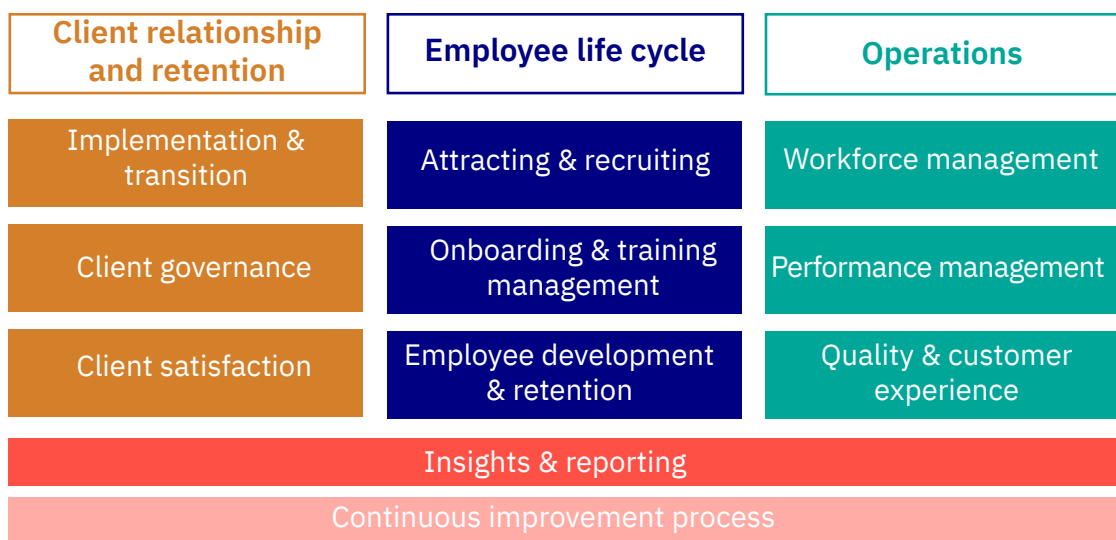 Client relationship
and retention
Employee life cycle
Operations
Implementation &
transition
Attracting & recruiting
Workforce management
Client governance
Onboarding & training
management
Performance management
Client satisfaction
Employee development
& retention
Quality & customer
experience
Insights & reporting
Continuous improvement process